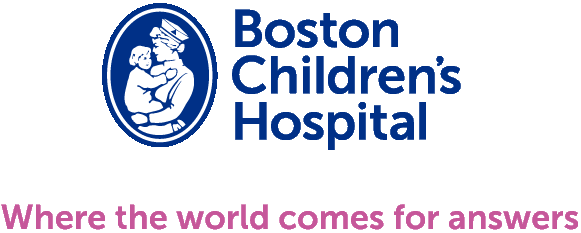 Boston
Children's
Hospital
Where the world comes for answers